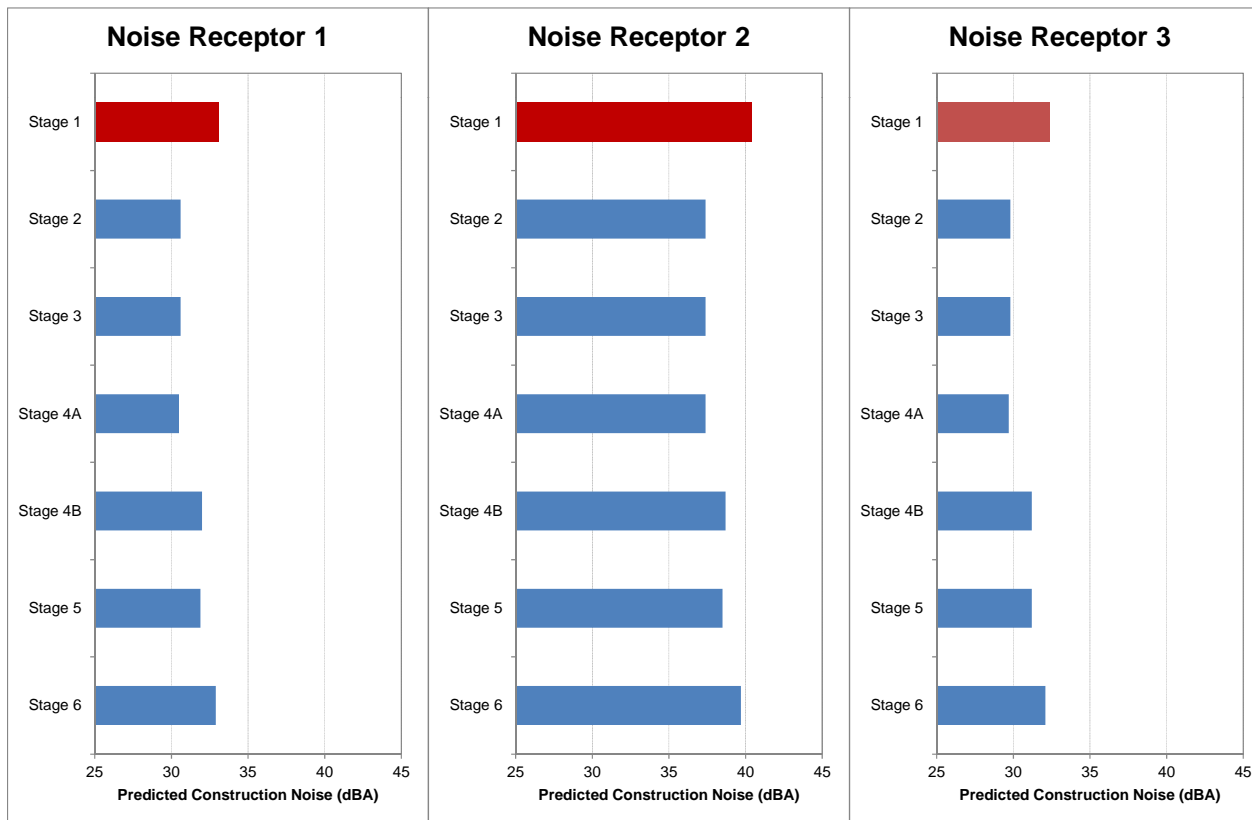 Noise Receptor 1
Stage 1
Stage 2
Stage 3
Stage 4A
Stage 4B
Stage 5
Stage 6
25 30 35 40 45
Predicted Construction Noise (dBA)
Noise Receptor 2
Stage 1
Stage 2
Stage 3
Stage 4A
Stage 4B
Stage 5
Stage 6
25 30 35 40 45
Predicted Construction Noise (dBA)
Noise Receptor 3
Stage 1
Stage 2
Stage 3
Stage 4A
Stage 4B
Stage 5
Stage 6
25 30 35 40 45
Predicted Construction Noise (dBA)